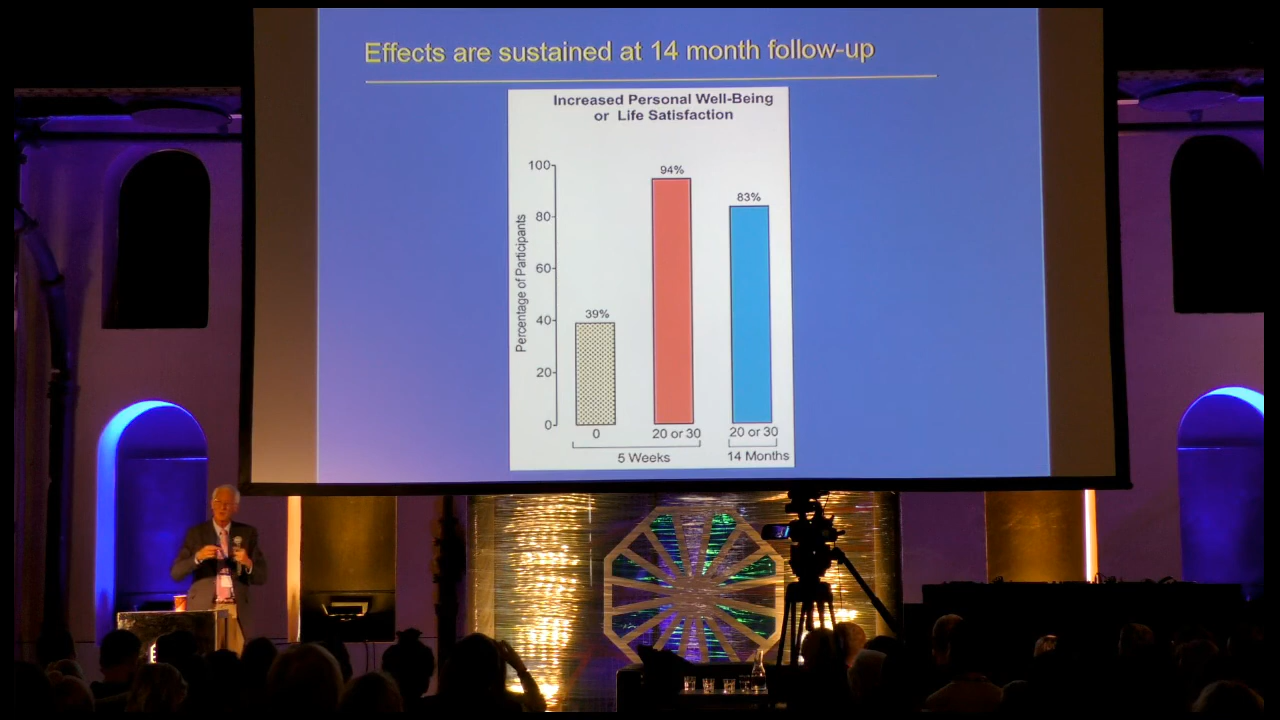 Effects are sustained at 14 month follow-up
Increased Personal Well-Being
or Life Satisfaction
Percentage of Participants
100
80
60
40
20
0
39%
94%
83%
0
20 or 30
20 or 30
5 Weeks
14 Months